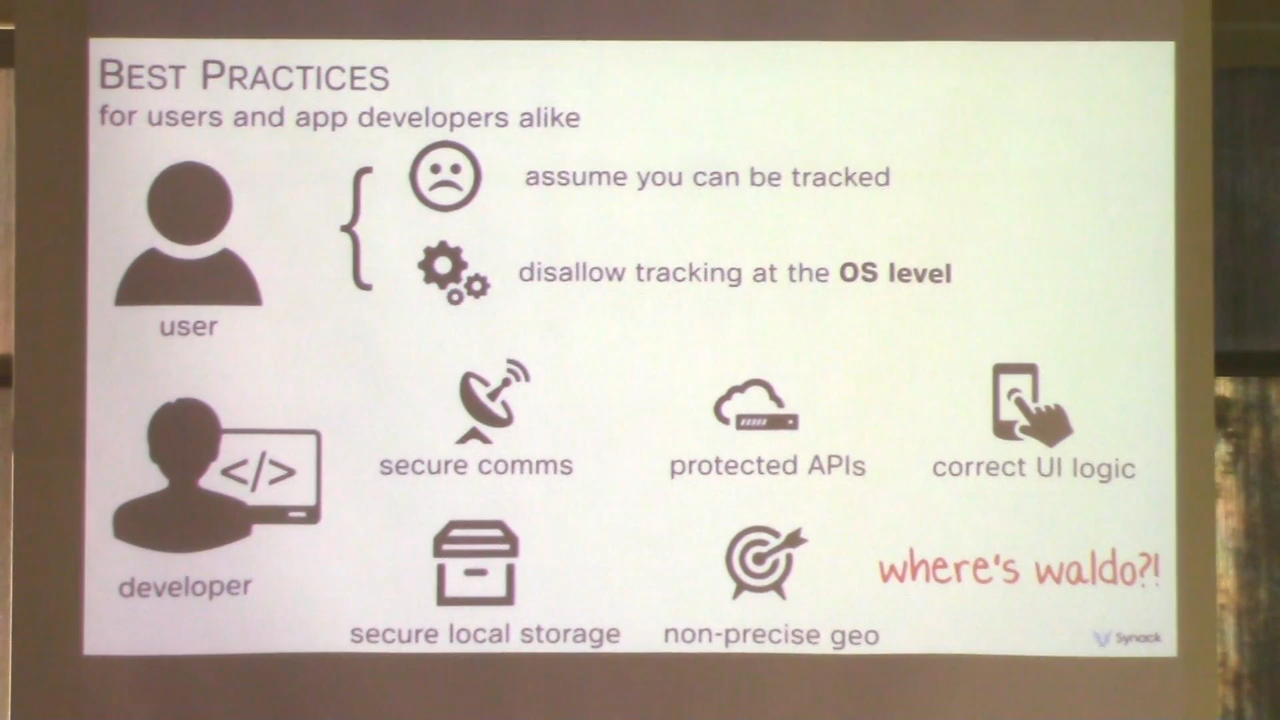 BEST PRACTICES
for users and app developers alike
assume you can be tracked
disallow tracking at the OS level
user
</>
secure comms
protected APIs
correct UI logic
developer
where's waldo?!
secure local storage
non-precise geo
Synack